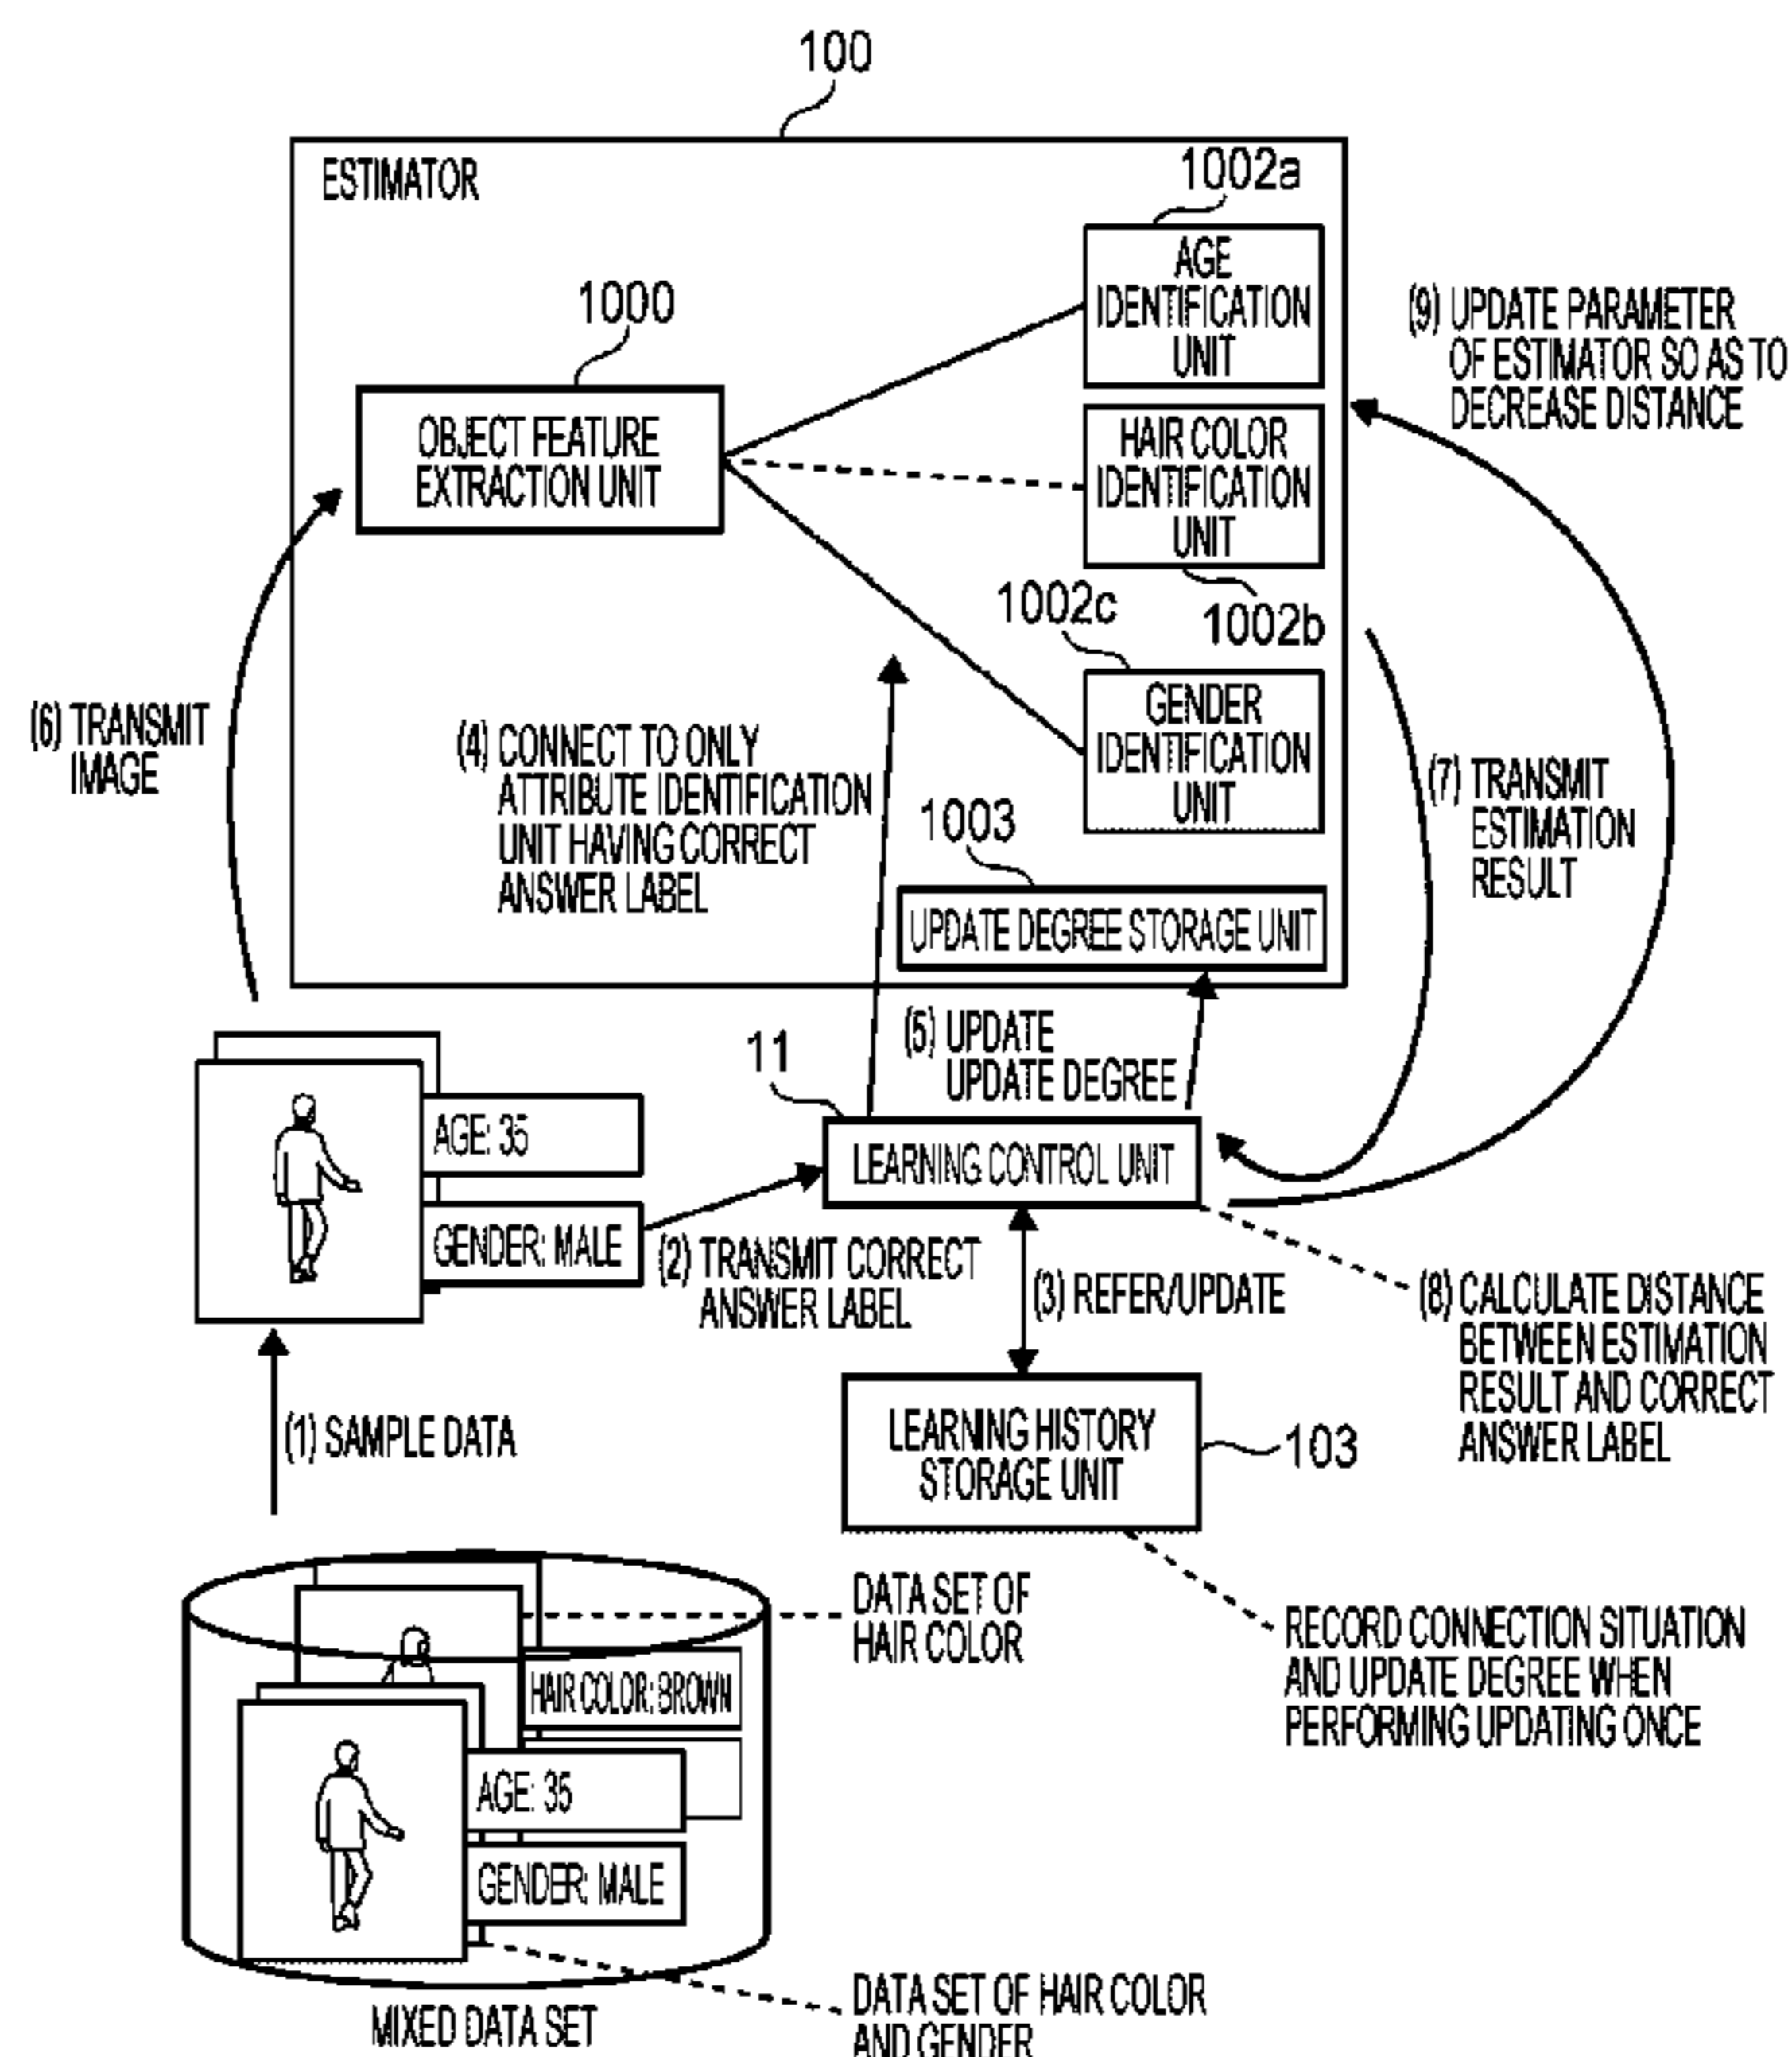 100
ESTIMATOR
1002a
AGE
IDENTIFICATION
UNIT
1000
OBJECT FEATURE
EXTRACTION UNIT
HAIR COLOR
IDENTIFICATION
UNIT
1002b
1002c
GENDER
IDENTIFICATION
UNIT
(9) UPDATE PARAMETER
OF ESTIMATOR SO AS TO
DECREASE DISTANCE
(6) TRANSMIT
IMAGE
(4) CONNECT TO ONLY
ATTRIBUTE IDENTIFICATION
UNIT HAVING CORRECT
ANSWER LABEL
(7) TRANSMIT
ESTIMATION
RESULT
1003
UPDATE DEGREE STORAGE UNIT
(5) UPDATE
UPDATE DEGREE
11
LEARNING CONTROL UNIT
AGE: 35
GENDER: MALE
(2) TRANSMIT CORRECT
ANSWER LABEL
(3) REFER/UPDATE
(8) CALCULATE DISTANCE
BETWEEN ESTIMATION
RESULT AND CORRECT
ANSWER LABEL
(1) SAMPLE DATA
LEARNING HISTORY
STORAGE UNIT
103
DATA SET OF
HAIR COLOR
RECORD CONNECTION SITUATION
AND UPDATE DEGREE WHEN
PERFORMING UPDATING ONCE
HAIR COLOR: BROWN
AGE: 35
GENDER: MALE
MIXED DATA SET
DATA SET OF HAIR COLOR
AND GENDER